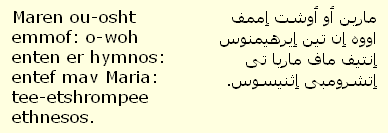 Maren ou-osht
emmof: o-woh
enten er hymnos:
entef mav Maria:
tee-etshrompee
ethnesos.
مارين أو أوشت إممف
اووه إن تين إيرهيمنوس
إنتيف ماف ماريا تى
إتشرومبى إثنيسوس.